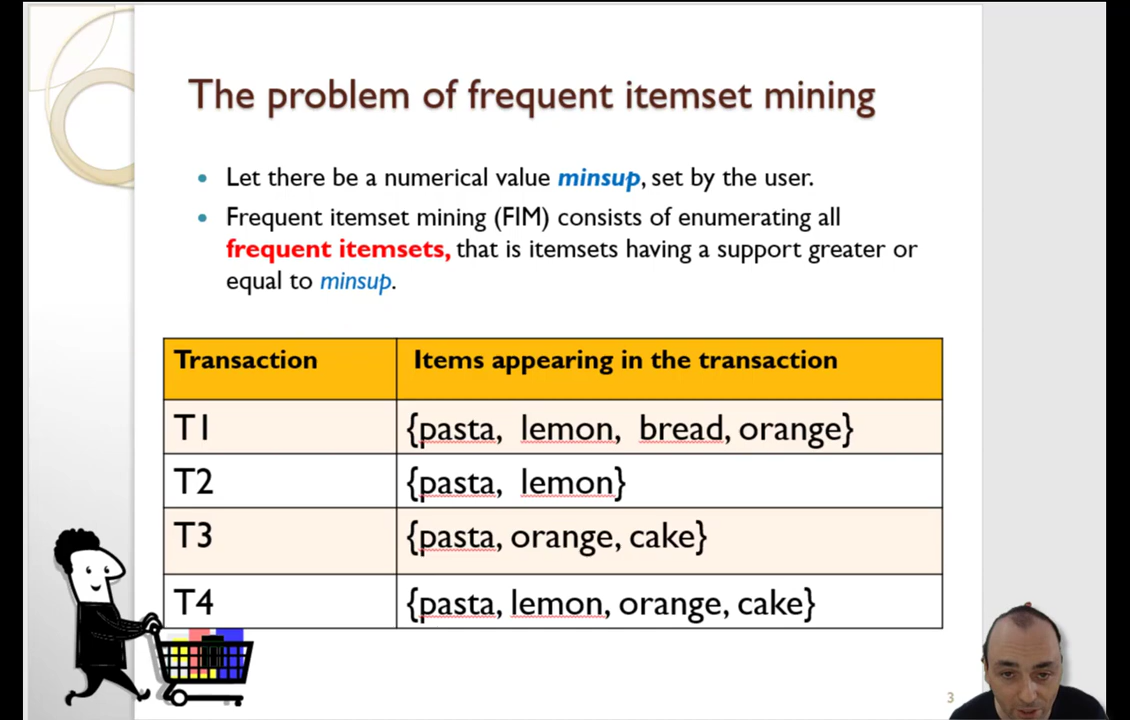 The problem of frequent itemset mining
• Let there be a numerical value minsup, set by the user.
• Frequent itemset mining (FIM) consists of enumerating all
frequent itemsets, that is itemsets having a support greater or
equal to minsup.
Transaction Items appearing in the transaction
T1 {pasta, lemon, bread, orange}
T2 {pasta, lemon}
T3 {pasta, orange, cake}
T4 {pasta, lemon, orange, cake}
3